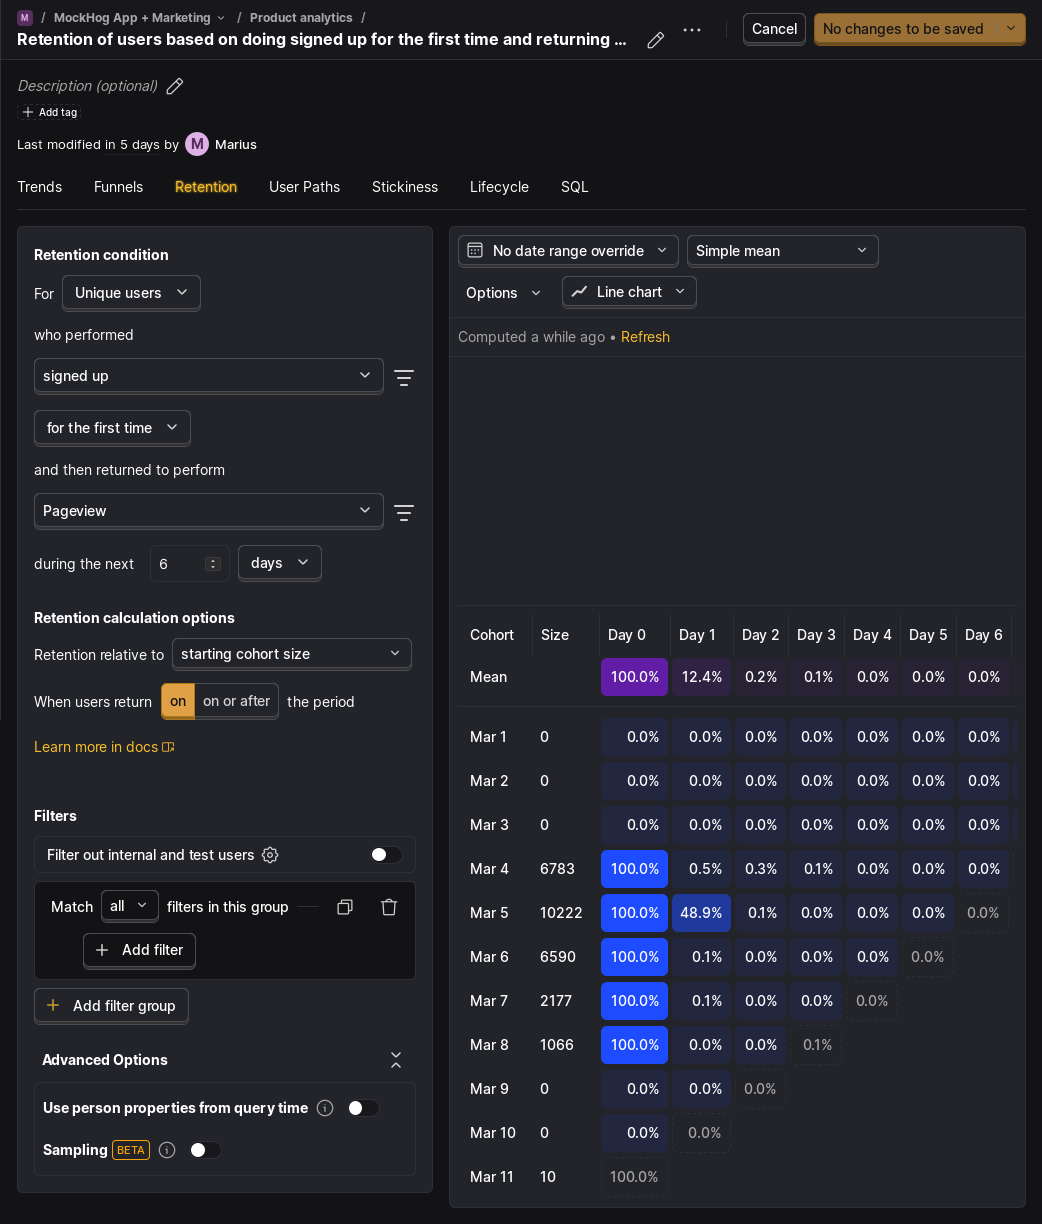 M / MockHog App + Marketing / Product analytics /
Retention of users based on doing signed up for the first time and returning ...
Cancel
No changes to be saved
Description (optional)
Add tag
Last modified in 5 days by M Marius
Trends Funnels Retention User Paths Stickiness Lifecycle SQL
Retention condition
For Unique users
who performed
signed up
for the first time
and then returned to perform
Pageview
during the next 6 days
Retention calculation options
Retention relative to starting cohort size
When users return on on or after the period
Learn more in docs
Filters
Filter out internal and test users
Match all filters in this group
Add filter
Add filter group
Advanced Options
Use person properties from query time
Sampling BETA
No date range override Simple mean
Options Line chart
Computed a while ago • Refresh
Cohort Size Day 0 Day 1 Day 2 Day 3 Day 4 Day 5 Day 6
Mean 100.0% 12.4% 0.2% 0.1% 0.0% 0.0% 0.0%
Mar 1 0 0.0% 0.0% 0.0% 0.0% 0.0% 0.0% 0.0%
Mar 2 0 0.0% 0.0% 0.0% 0.0% 0.0% 0.0% 0.0%
Mar 3 0 0.0% 0.0% 0.0% 0.0% 0.0% 0.0% 0.0%
Mar 4 6783 100.0% 0.5% 0.3% 0.1% 0.0% 0.0% 0.0%
Mar 5 10222 100.0% 48.9% 0.1% 0.0% 0.0% 0.0% 0.0%
Mar 6 6590 100.0% 0.1% 0.0% 0.0% 0.0% 0.0%
Mar 7 2177 100.0% 0.1% 0.0% 0.0% 0.0%
Mar 8 1066 100.0% 0.0% 0.0% 0.1%
Mar 9 0 0.0% 0.0% 0.0%
Mar 10 0 0.0% 0.0%
Mar 11 10 100.0%